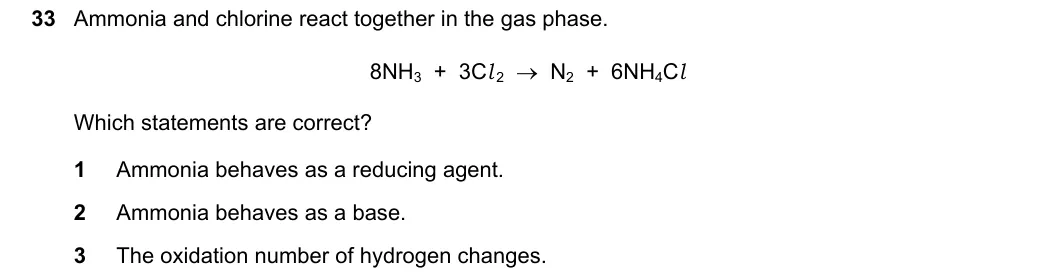 33 Ammonia and chlorine react together in the gas phase.
8NH₃ + 3Cl₂ → N₂ + 6NH₄Cl
Which statements are correct?
1 Ammonia behaves as a reducing agent.
2 Ammonia behaves as a base.
3 The oxidation number of hydrogen changes.